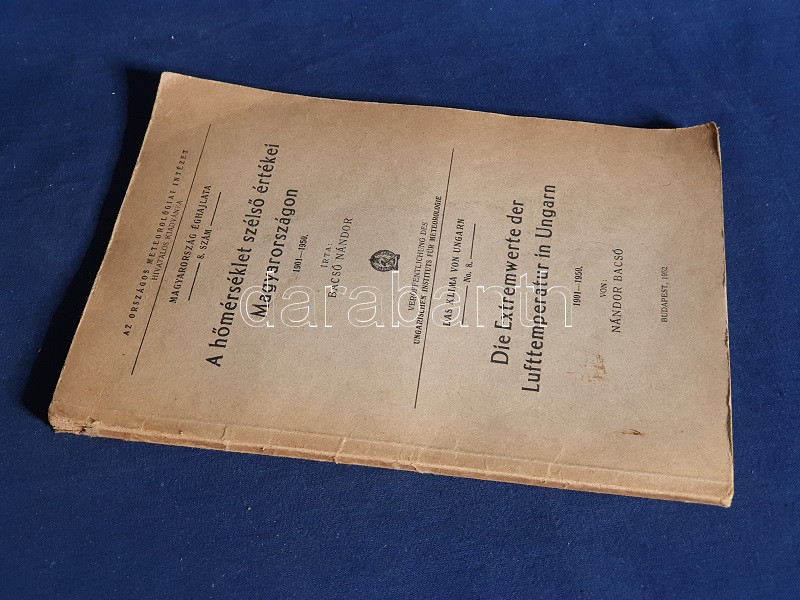 AZ ORSZÁGOS METEOROLÓGIAI INTÉZET
HIVATALOS KIADVÁNYA
MAGYARORSZÁG ÉGHAJLATA
8. SZÁM
A hőmérséklet szélső értékei
Magyarországon
1901—1950.
ÍRTA:
BACSÓ NÁNDOR
VERÖFFENTLICHUNG DES
UNGARISCHEN INSTITUTS FÜR METEOROLOGIE
DAS KLIMA VON UNGARN
No. 8.
Die Extremwerte der
Lufttemperatur in Ungarn
1901—1950.
VON:
NÁNDOR BACSÓ
BUDAPEST, 1952
darabanth